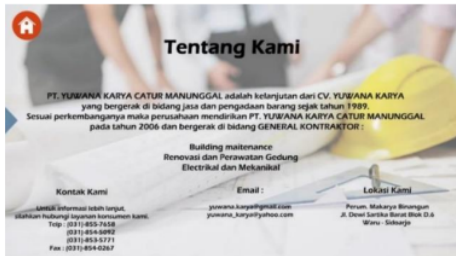 Tentang Kami
PT. YUWANA KARYA CATUR MANUNGGAL adalah kelanjutan dari CV. YUWANA KARYA
yang bergerak di bidang jasa dan pengadaan barang sejak tahun 1989.
Sesuai perkembanganya maka perusahaan mendirikan PT. YUWANA KARYA CATUR MANUNGGAL
pada tahun 2006 dan bergerak di bidang GENERAL KONTRAKTOR :
Building maitenance
Renovasi dan Perawatan Gedung
Electrikal dan Mekanikal
Kontak Kami
Untuk informasi lebih lanjut,
silahkan hubungi layanan konsumen kami.
Telp : (031)-855-7658
(031)-854-5092
(031)-853-5771
Fax : (031)-854-0267
Email :
yuwana.karya@gmail.com
yuwana_karya@yahoo.com
Lokasi Kami
Perum. Makarya Binangun
Jl. Dewi Sartika Barat Blok D.6
Waru - Sidoarjo